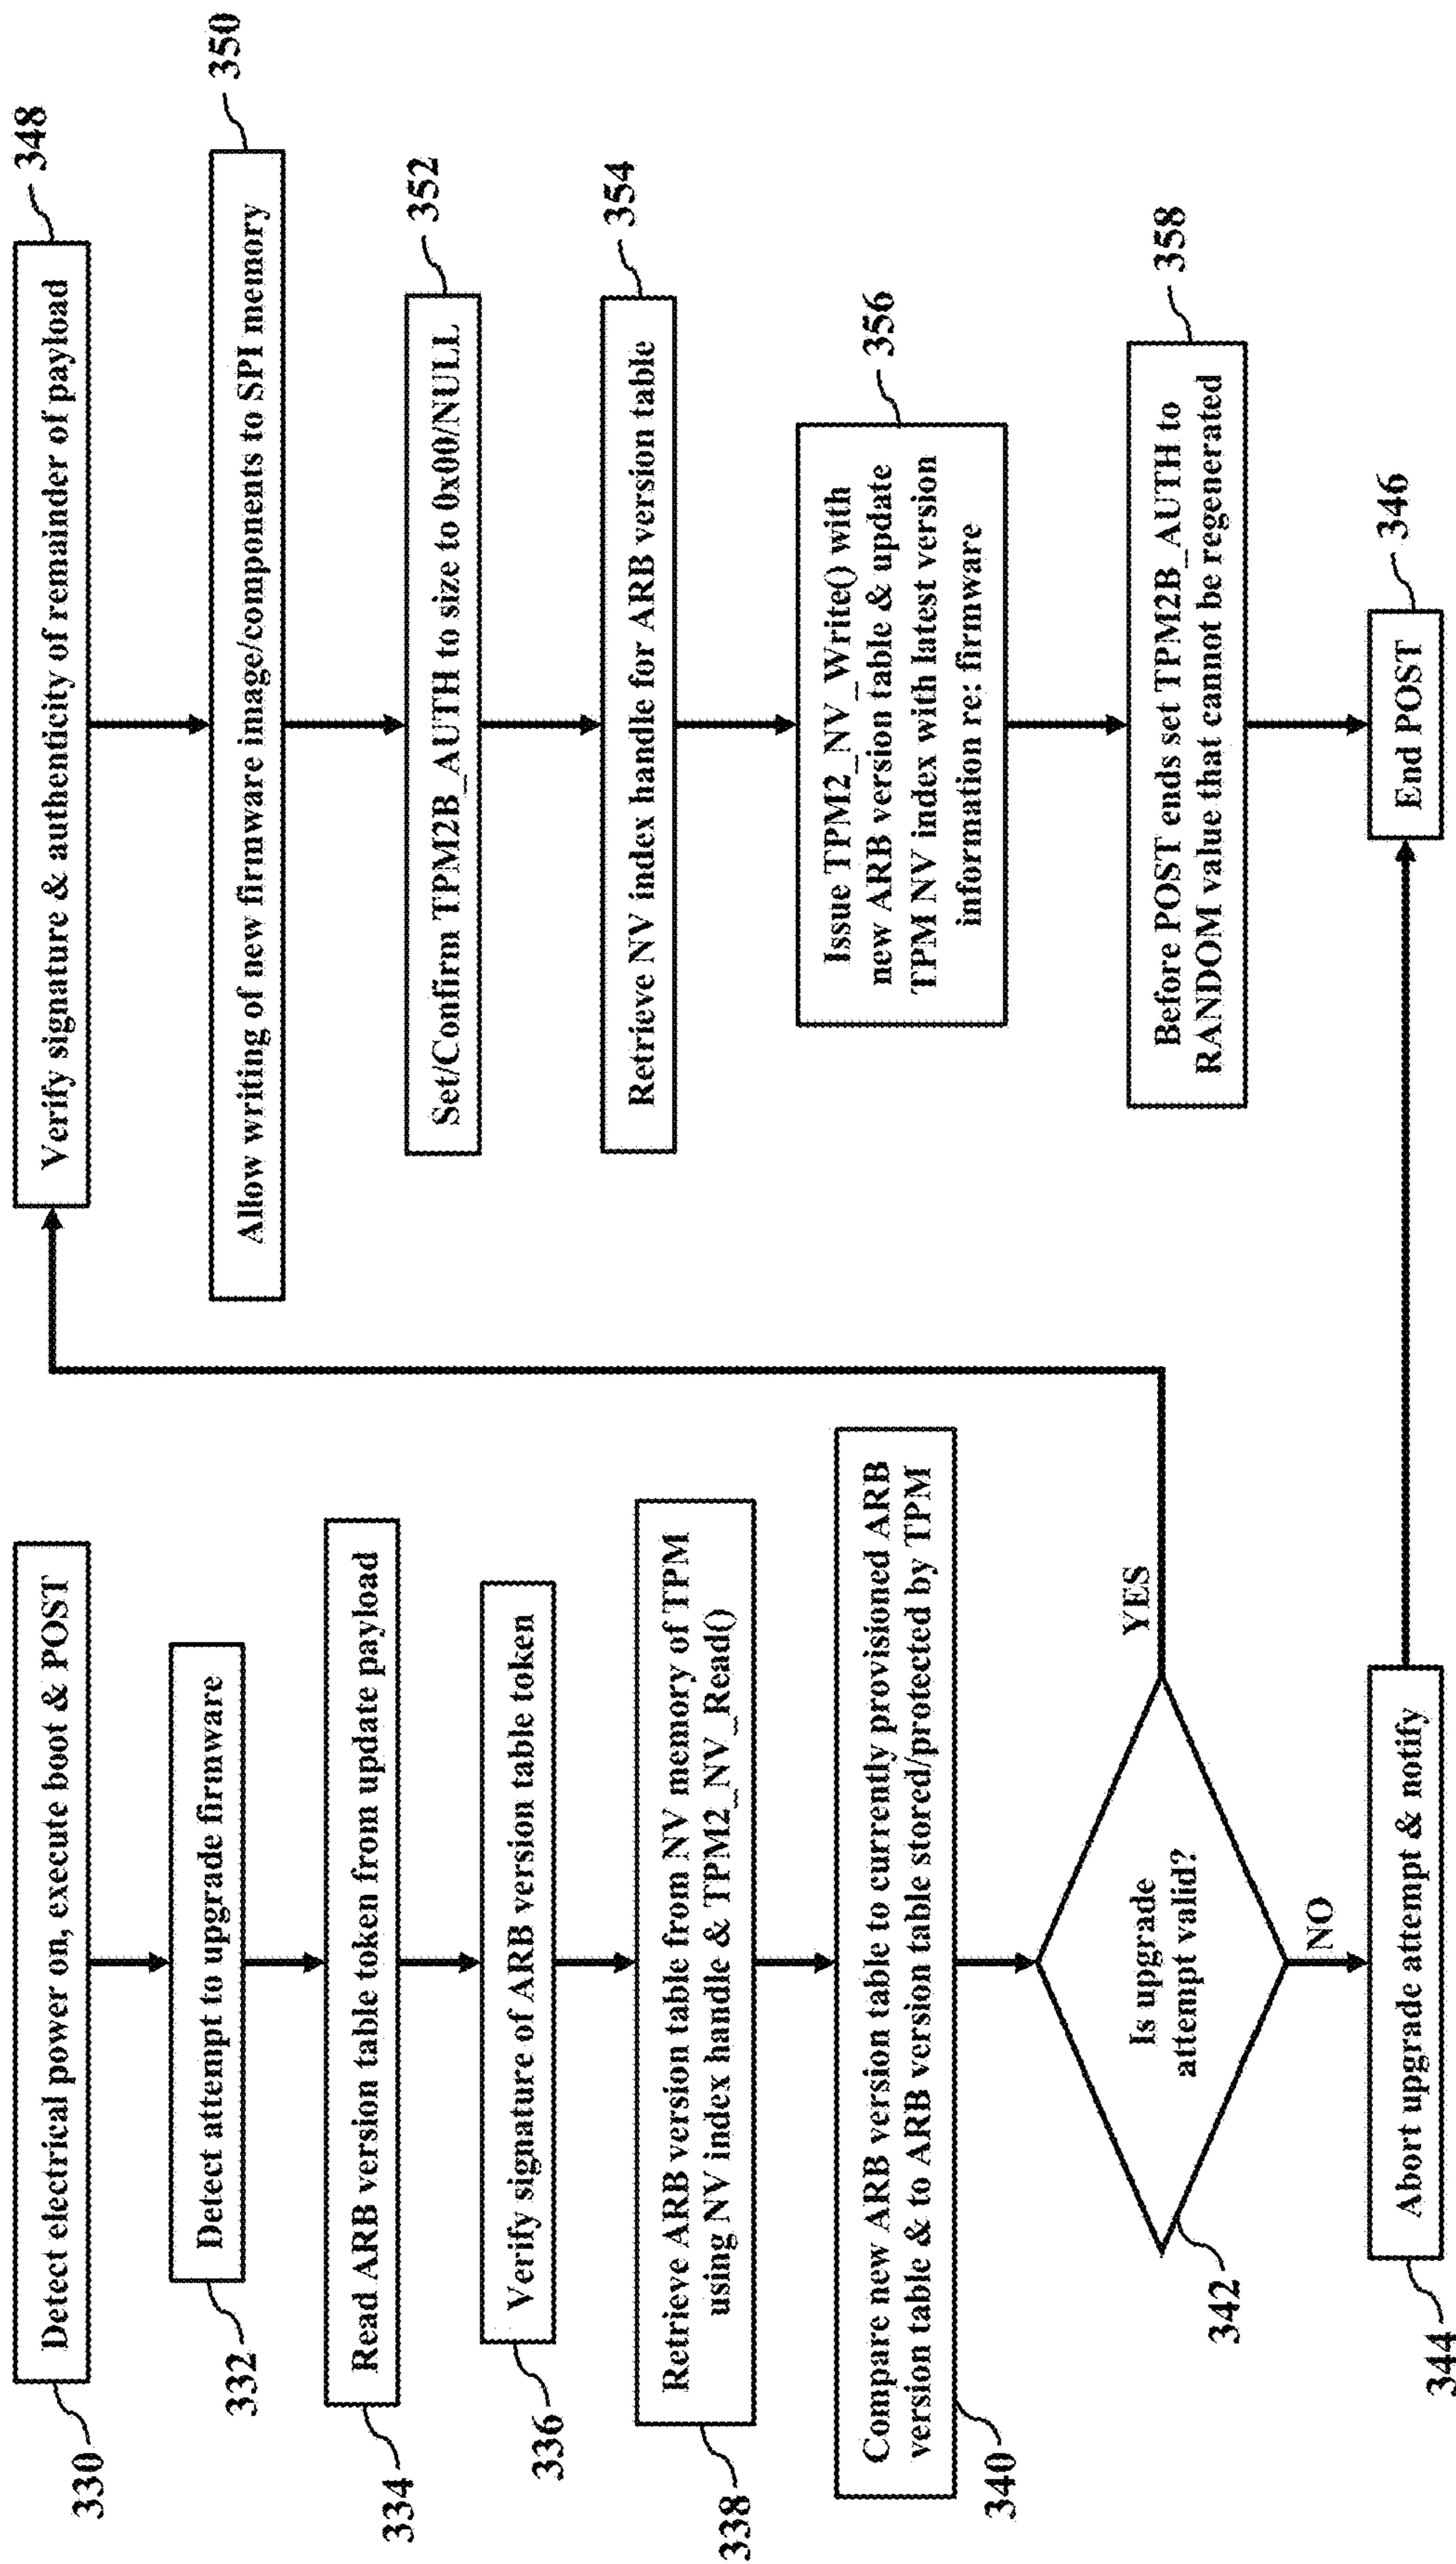 Detect electrical power on, execute boot & POST
330
Detect attempt to upgrade firmware
332
Read ARB version table token from update payload
334
Verify signature of ARB version table token
336
Retrieve ARB version table from NV memory of TPM
using NV index handle & TPM2_NV_Read()
338
Compare new ARB version table to currently provisioned ARB
version table & to ARB version table stored/protected by TPM
340
Is upgrade
attempt valid?
342
YES
NO
Abort upgrade attempt & notify
344
Verify signature & authenticity of remainder of payload
348
Allow writing of new firmware image/components to SPI memory
350
Set/Confirm TPM2B_AUTH to size to 0x00/NULL
352
Retrieve NV index handle for ARB version table
354
Issue TPM2_NV_Write() with
new ARB version table & update
TPM NV index with latest version
information re: firmware
356
Before POST ends set TPM2B_AUTH to
RANDOM value that cannot be regenerated
358
End POST
346